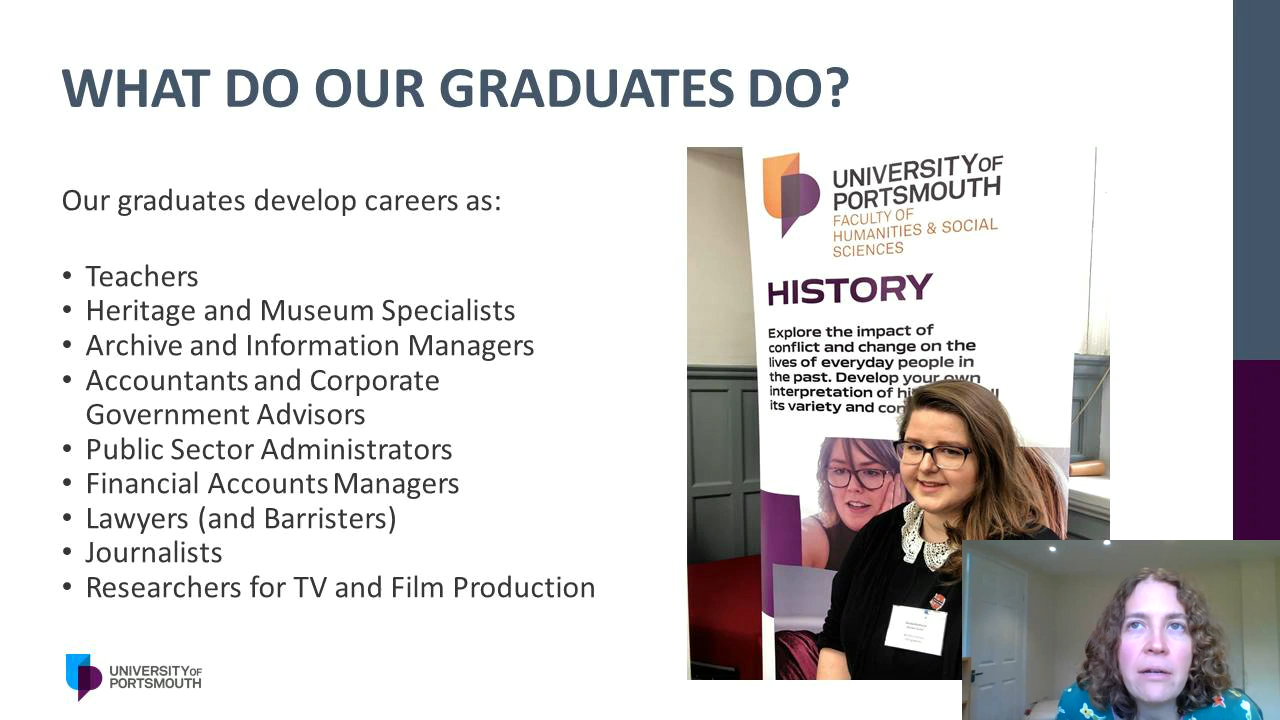 WHAT DO OUR GRADUATES DO?
Our graduates develop careers as:
• Teachers
• Heritage and Museum Specialists
• Archive and Information Managers
• Accountants and Corporate
Government Advisors
• Public Sector Administrators
• Financial Accounts Managers
• Lawyers (and Barristers)
• Journalists
• Researchers for TV and Film Production
UNIVERSITY OF
PORTSMOUTH
UNIVERSITY OF
PORTSMOUTH
FACULTY OF
HUMANITIES & SOCIAL
SCIENCES
HISTORY
Explore the impact of
conflict and change on the
lives of everyday people in
the past. Develop your own
interpretation of
its variety and